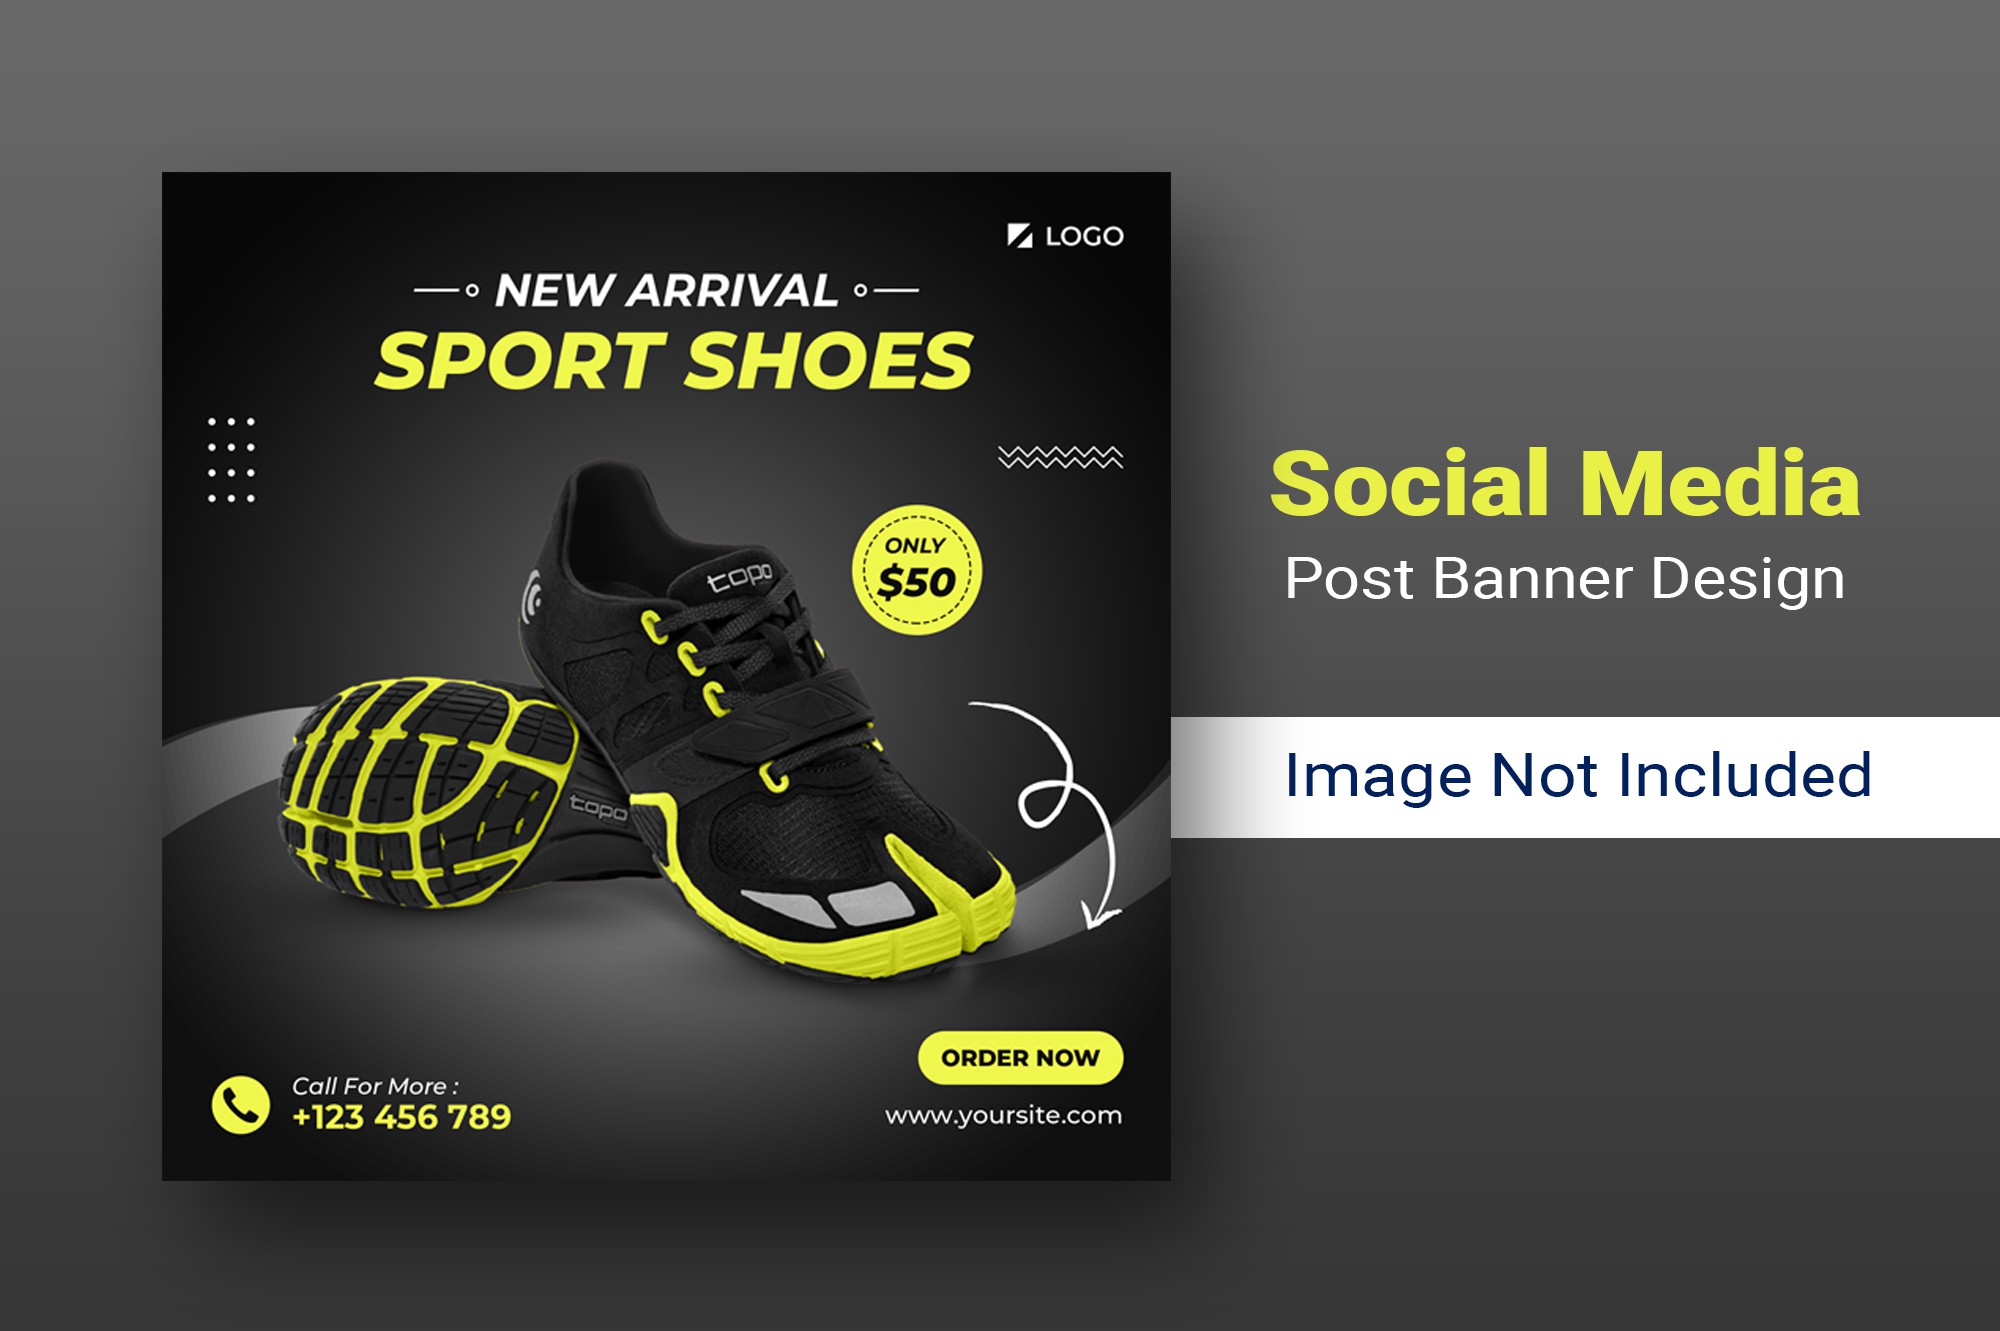 LOGO
NEW ARRIVAL
SPORT SHOES
ONLY
$50
topo
topo
Call For More :
+123 456 789
ORDER NOW
www.yoursite.com
Social Media
Post Banner Design
Image Not Included